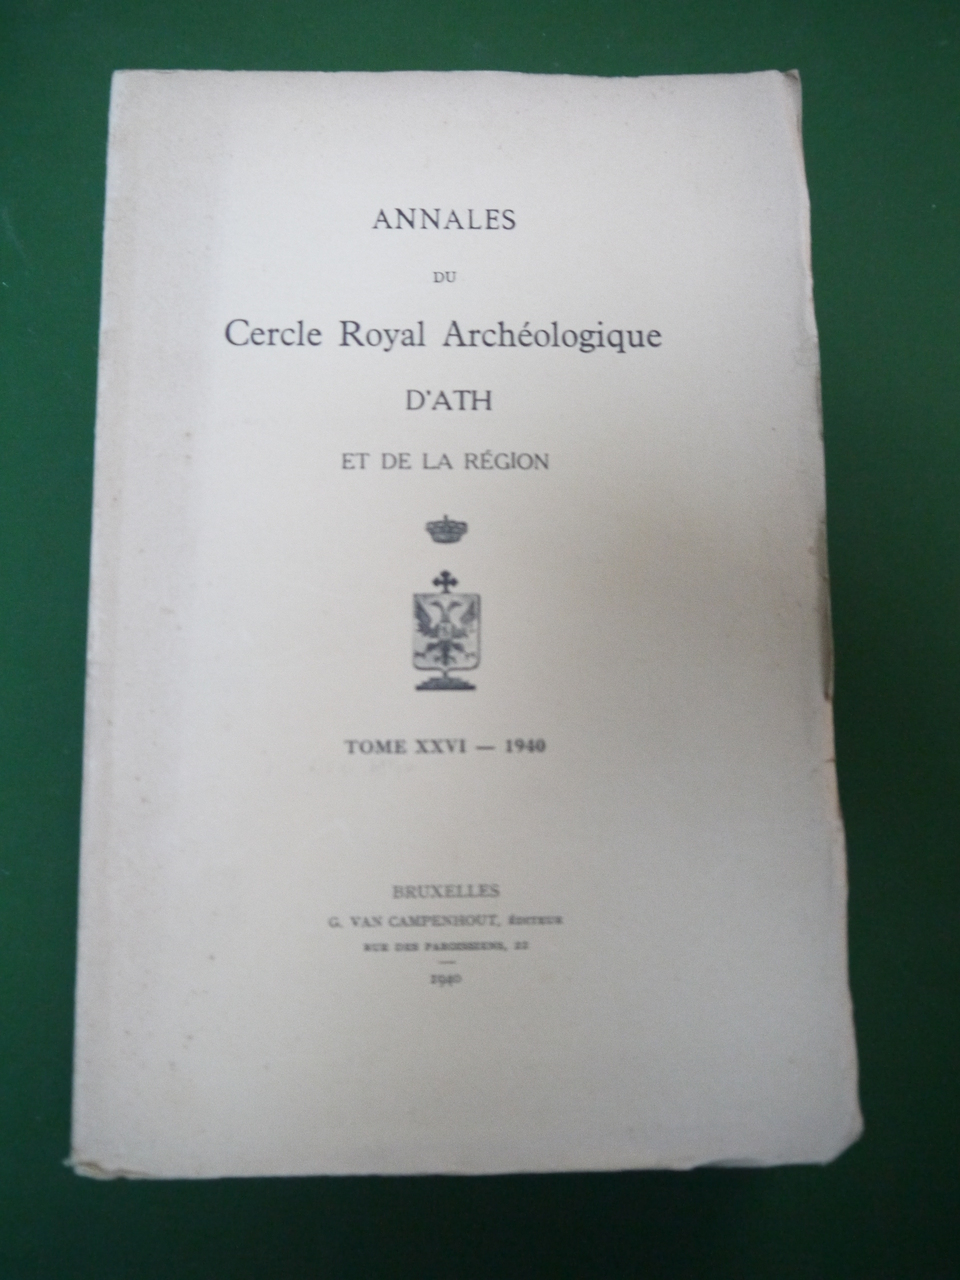 ANNALES
DU
Cercle Royal Archéologique
D'ATH
ET DE LA RÉGION
TOME XXVI — 1940
BRUXELLES
G. VAN CAMPENHOUT, ÉDITEUR
RUE DES PAROISSIENS, 22
1940